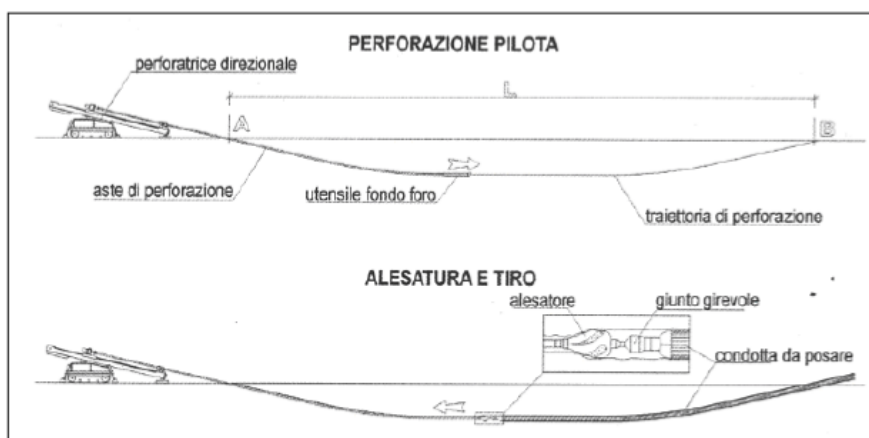 PERFORAZIONE PILOTA
perforatrice direzionale
L
A
B
aste di perforazione
utensile fondo foro
traiettoria di perforazione
ALESATURA E TIRO
alesatore
giunto girevole
condotta da posare